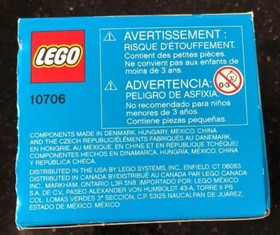 LEGO
10706
AVERTISSEMENT :
RISQUE D'ÉTOUFFEMENT.
Contient des petites pièces.
Ne convient pas aux enfants de
moins de 3 ans.
ADVERTENCIA:
PELIGRO DE ASFIXIA
No recomendado para niños
menores de 3 años.
Contiene piezas pequeñas.
0-3
COMPONENTS MADE IN DENMARK, HUNGARY, MEXICO, CHINA
AND THE CZECH REPUBLIC/ÉLÉMENTS FABRIQUÉS AU DANEMARK,
EN HONGRIE, AU MEXIQUE, EN CHINE ET EN RÉPUBLIQUE TCHÈQUE/
COMPONENTES HECHOS EN DINAMARCA, HUNGRÍA, MÉXICO, CHINA
Y REPÚBLICA CHECA.
DISTRIBUTED IN THE USA BY LEGO SYSTEMS, INC., ENFIELD, CT 06083.
DISTRIBUTED IN CANADA BY/DISTRIBUÉ AU CANADA PAR LEGO CANADA
INC., MARKHAM, ONTARIO L3R 5N8. IMPORTADO POR: LEGO MÉXICO
S.A. DE C.V., PASEO ALEXANDER VON HUMBOLDT 43-A, TORRE II PB
COL. LOMAS VERDES 3ª SECCIÓN, C.P. 53125 NAUCALPAN DE JUÁREZ,
ESTADO DE MÉXICO, MÉXICO.